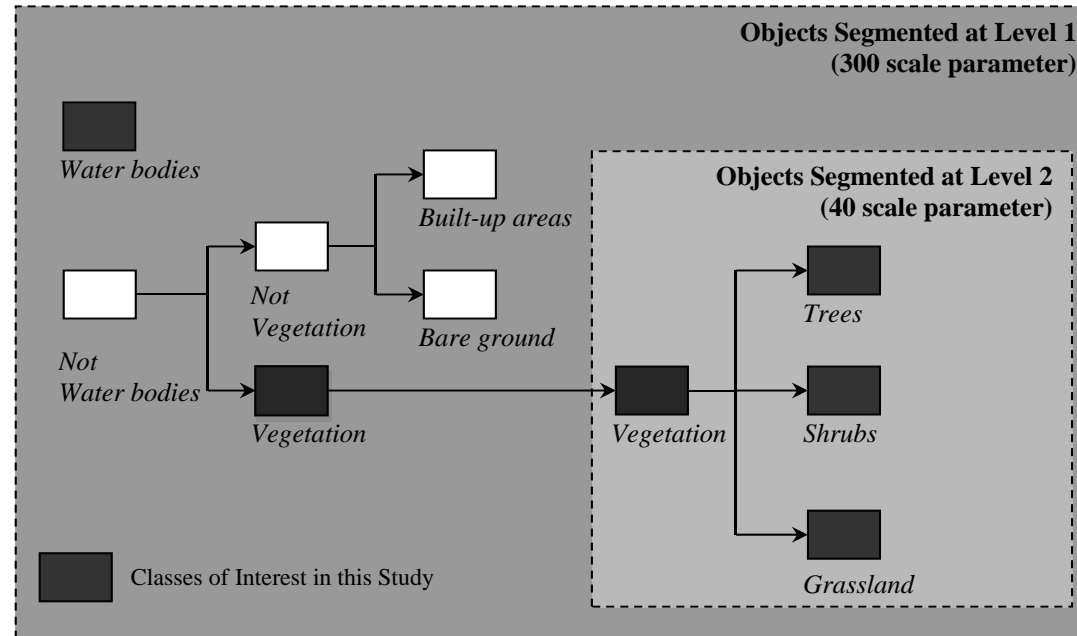 Objects Segmented at Level 1
(300 scale parameter)
Water bodies
Built-up areas
Not
Vegetation
Bare ground
Not
Water bodies
Vegetation
Objects Segmented at Level 2
(40 scale parameter)
Trees
Vegetation
Shrubs
Grassland
Classes of Interest in this Study